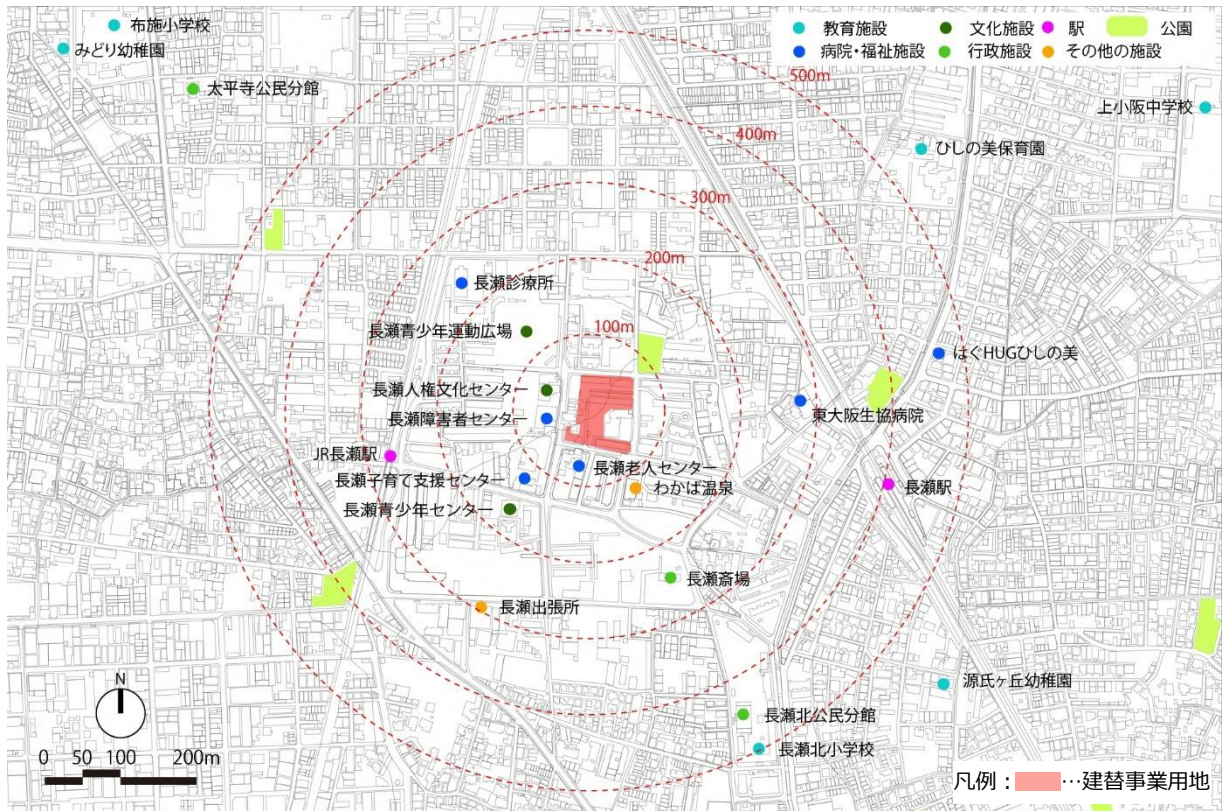 布施小学校
みどり幼稚園
太平寺公民分館
教育施設
文化施設
駅
公園
病院・福祉施設
行政施設
その他の施設
500m
上小阪中学校
400m
ひしの美保育園
300m
200m
長瀬診療所
100m
長瀬青少年運動広場
はぐHUGひしの美
長瀬人権文化センター
東大阪生協病院
長瀬障害者センター
JR長瀬駅
長瀬老人センター
長瀬子育て支援センター
わかば温泉
長瀬駅
長瀬青少年センター
長瀬斎場
長瀬出張所
源氏ヶ丘幼稚園
N
長瀬北公民分館
長瀬北小学校
0 50 100 200m
凡例：…建替事業用地